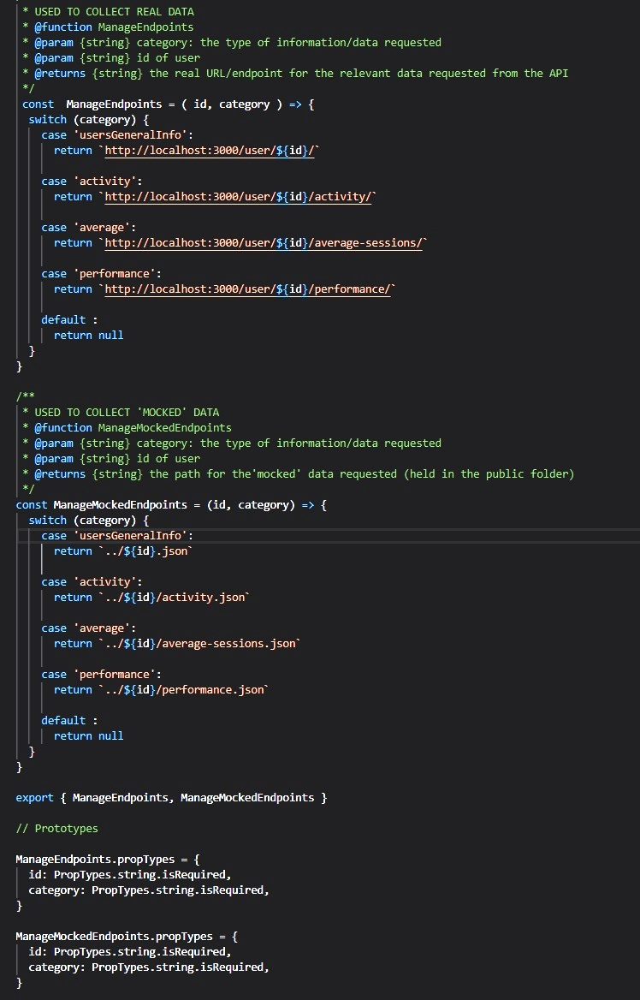 * USED TO COLLECT REAL DATA
* @function ManageEndpoints
* @param {string} category: the type of information/data requested
* @param {string} id of user
* @returns {string} the real URL/endpoint for the relevant data requested from the API
*/
const  ManageEndpoints = ( id, category ) => {
switch (category) {
case 'usersGeneralInfo':
return `http://localhost:3000/user/${id}/`
case 'activity':
return `http://localhost:3000/user/${id}/activity/`
case 'average':
return `http://localhost:3000/user/${id}/average-sessions/`
case 'performance':
return `http://localhost:3000/user/${id}/performance/`
default :
return null
}
}
/**
* USED TO COLLECT 'MOCKED' DATA
* @function ManageMockedEndpoints
* @param {string} category: the type of information/data requested
* @param {string} id of user
* @returns {string} the path for the'mocked' data requested (held in the public folder)
*/
const ManageMockedEndpoints = (id, category) => {
switch (category) {
case 'usersGeneralInfo':
return `../${id}.json`
case 'activity':
return `../${id}/activity.json`
case 'average':
return `../${id}/average-sessions.json`
case 'performance':
return `../${id}/performance.json`
default :
return null
}
}
export { ManageEndpoints, ManageMockedEndpoints }
// Prototypes
ManageEndpoints.propTypes = {
id: PropTypes.string.isRequired,
category: PropTypes.string.isRequired,
}
ManageMockedEndpoints.propTypes = {
id: PropTypes.string.isRequired,
category: PropTypes.string.isRequired,
}